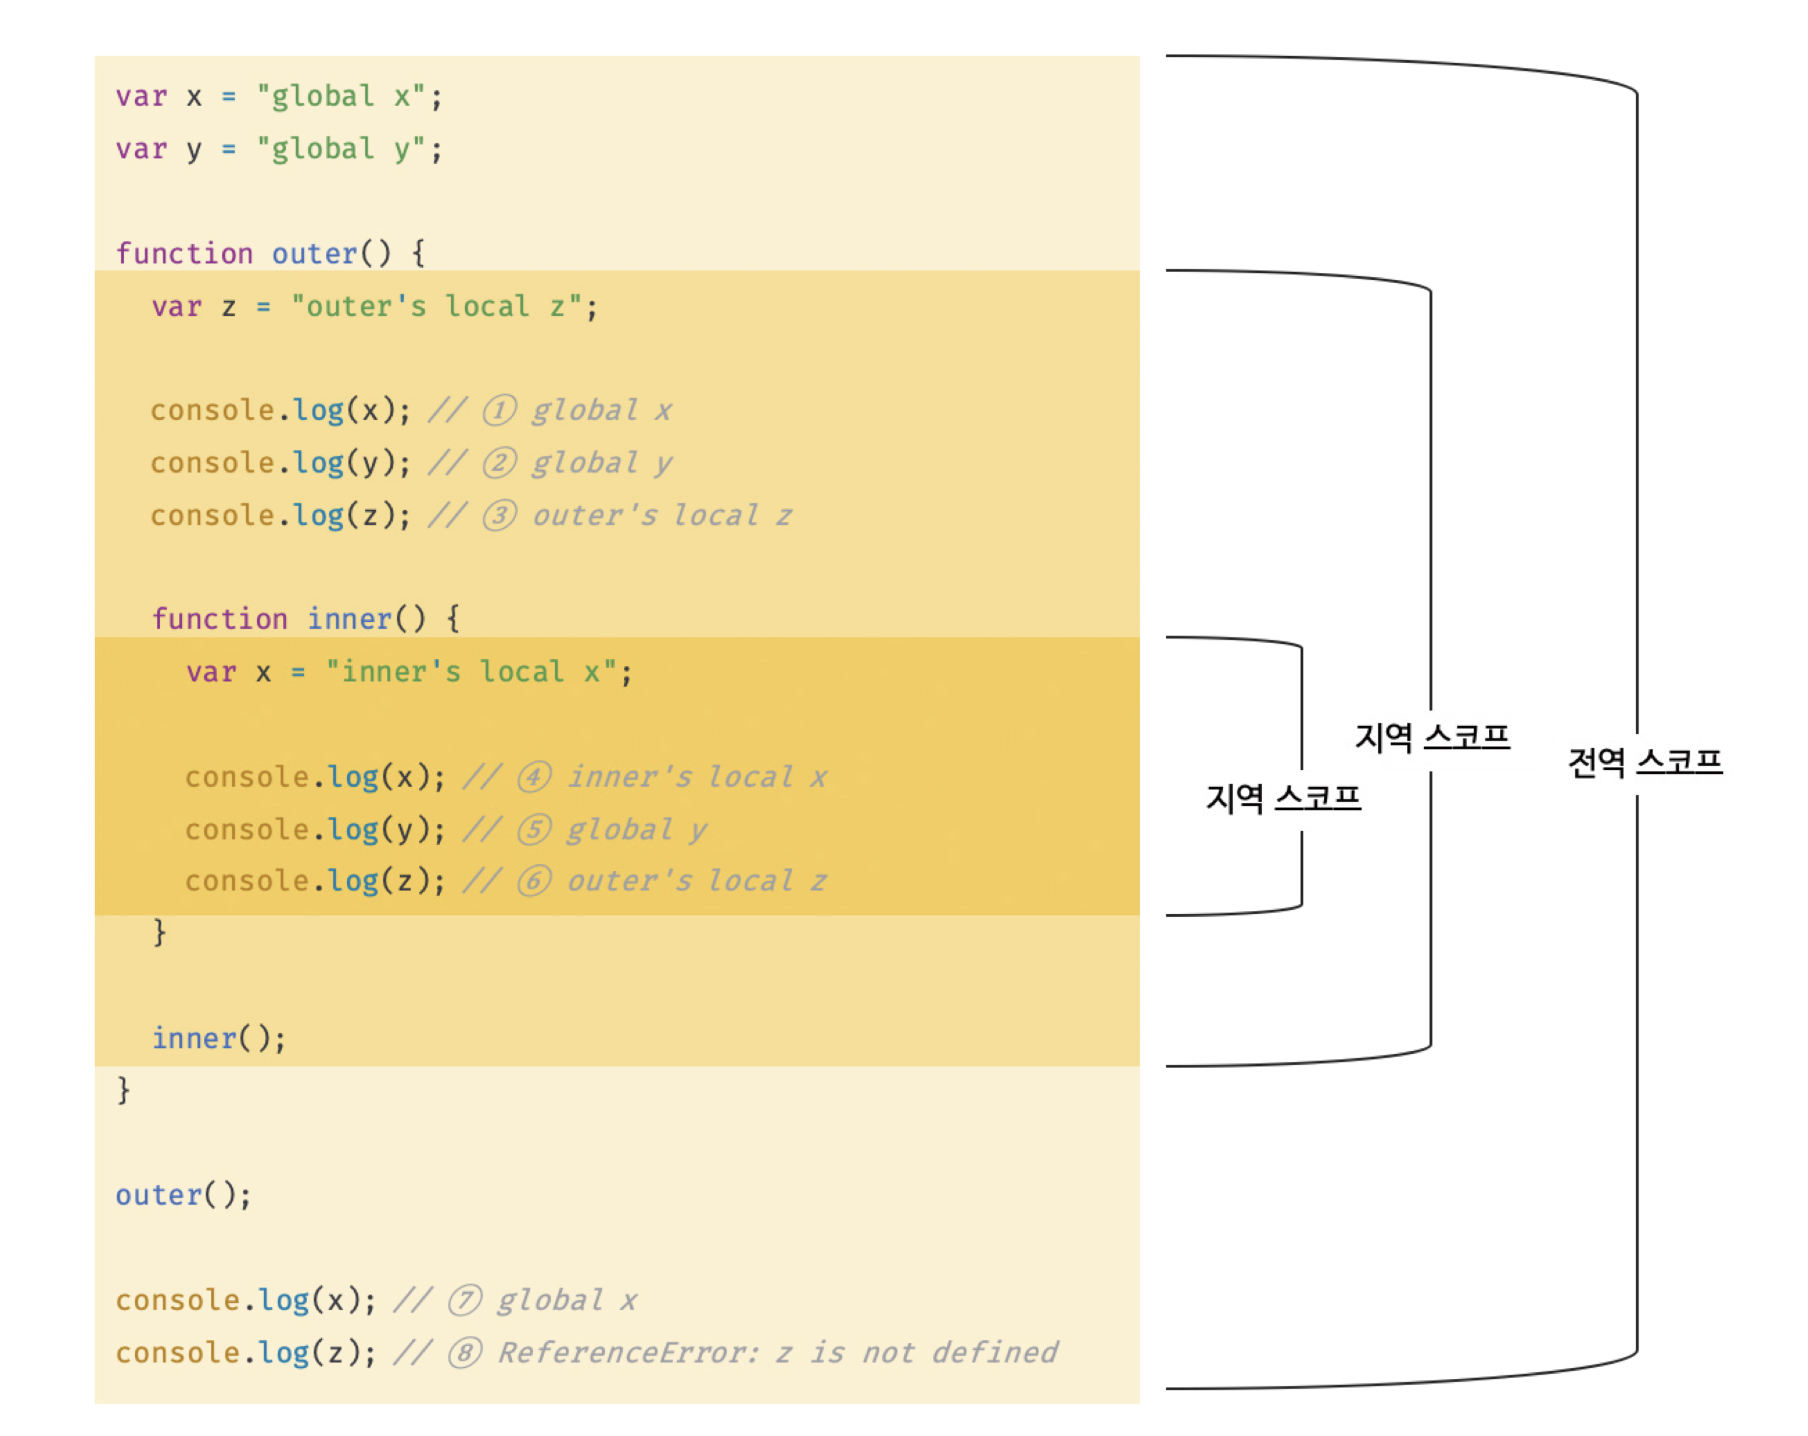 var x = "global x";
var y = "global y";
function outer() {
var z = "outer's local z";
console.log(x); // ① global x
console.log(y); // ② global y
console.log(z); // ③ outer's local z
function inner() {
var x = "inner's local x";
console.log(x); // ④ inner's local x
console.log(y); // ⑤ global y
console.log(z); // ⑥ outer's local z
}
inner();
}
outer();
console.log(x); // ⑦ global x
console.log(z); // ⑧ ReferenceError: z is not defined
지역 스코프
지역 스코프
전역 스코프